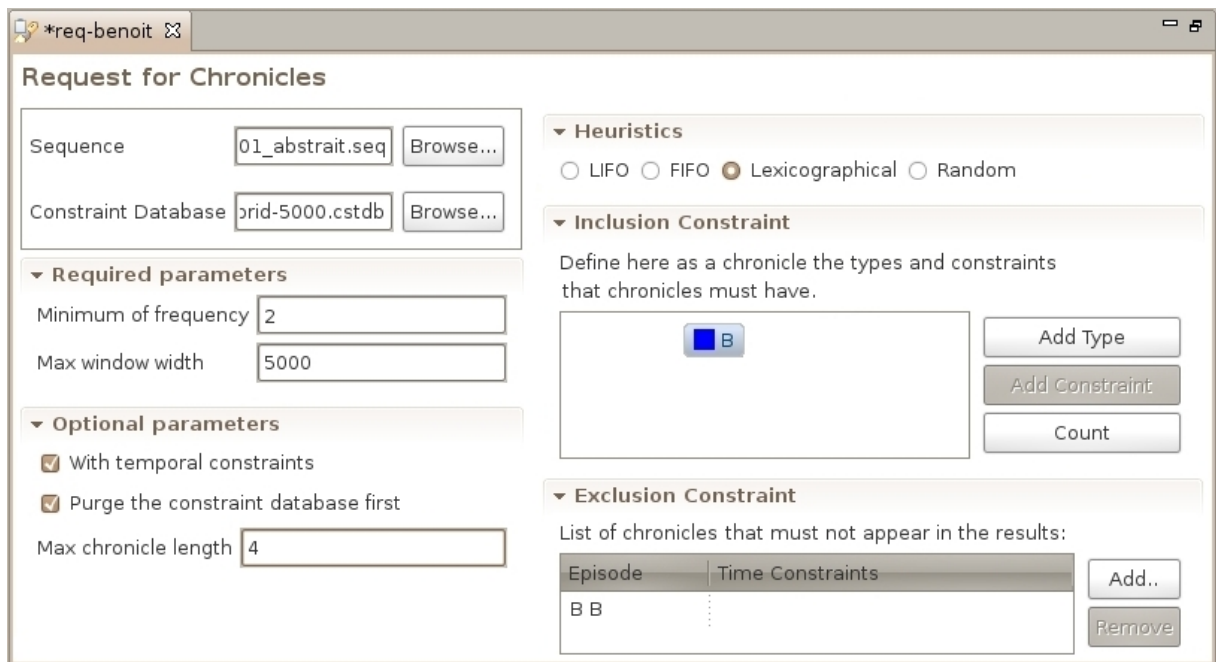 *req-benoit
Request for Chronicles
Sequence 01_abstrait.seq Browse...
Constraint Database orid-5000.cstdb Browse...
Required parameters
Minimum of frequency 2
Max window width 5000
Optional parameters
With temporal constraints
Purge the constraint database first
Max chronicle length 4
Heuristics
LIFO FIFO Lexicographical Random
Inclusion Constraint
Define here as a chronicle the types and constraints
that chronicles must have.
B
Add Type
Add Constraint
Count
Exclusion Constraint
List of chronicles that must not appear in the results:
Episode Time Constraints
B B
Add..
Remove